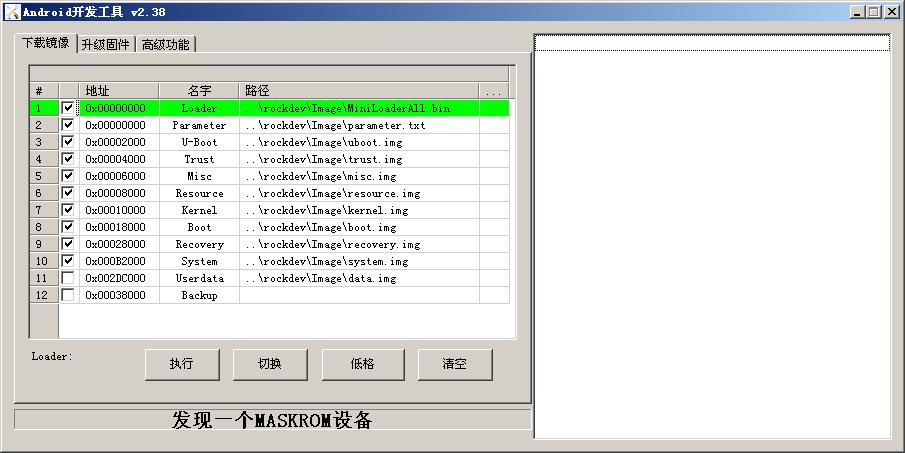 Android开发工具 v2.38
下载镜像 升级固件 高级功能
# 地址 名字 路径 ...
1 0x00000000 Loader ..\rockdev\Image\MiniLoaderAll.bin
2 0x00000000 Parameter ..\rockdev\Image\parameter.txt
3 0x00002000 U-Boot ..\rockdev\Image\uboot.img
4 0x00004000 Trust ..\rockdev\Image\trust.img
5 0x00006000 Misc ..\rockdev\Image\misc.img
6 0x00008000 Resource ..\rockdev\Image\resource.img
7 0x00010000 Kernel ..\rockdev\Image\kernel.img
8 0x00018000 Boot ..\rockdev\Image\boot.img
9 0x00028000 Recovery ..\rockdev\Image\recovery.img
10 0x000B2000 System ..\rockdev\Image\system.img
11 0x002DC000 Userdata ..\rockdev\Image\data.img
12 0x00038000 Backup
Loader: 执行 切换 低格 清空
发现一个MASKROM设备